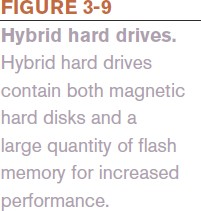 FIGURE 3-9
Hybrid hard drives.
Hybrid hard drives
contain both magnetic
hard disks and a
large quantity of flash
memory for increased
performance.